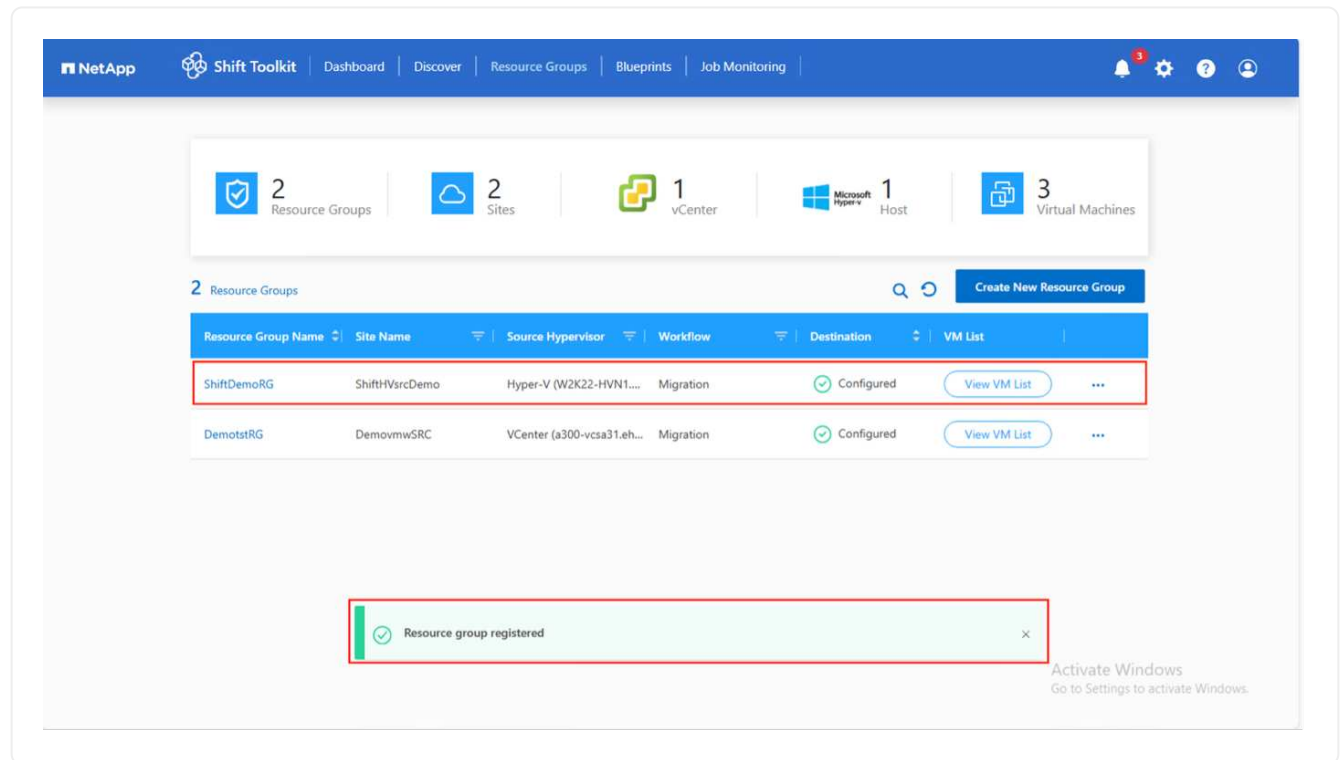 NetApp Shift Toolkit Dashboard Discover Resource Groups Blueprints Job Monitoring 3
2 2 1 Microsoft Hyper-V 1 3
Resource Groups Sites vCenter Host Virtual Machines
2 Resource Groups Create New Resource Group
Resource Group Name Site Name Source Hypervisor Workflow Destination VM List
ShiftDemoRG ShiftHVsrcDemo Hyper-V (W2K22-HVN1.... Migration Configured View VM List ...
DemotstRG DemovmwSRC VCenter (a300-vcsa31.eh... Migration Configured View VM List ...
Resource group registered
Activate Windows
Go to Settings to activate Windows.